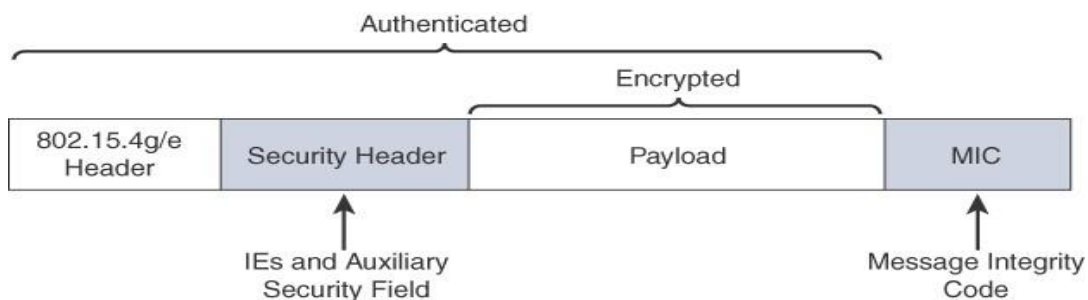 Authenticated
Encrypted
802.15.4g/e
Header
Security Header
Payload
MIC
IEs and Auxiliary
Security Field
Message Integrity
Code